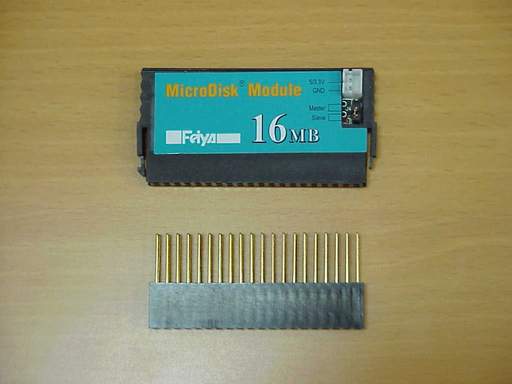 MicroDisk® Module
5/3.3V
GND
Master
Slave
Feiya
16MB